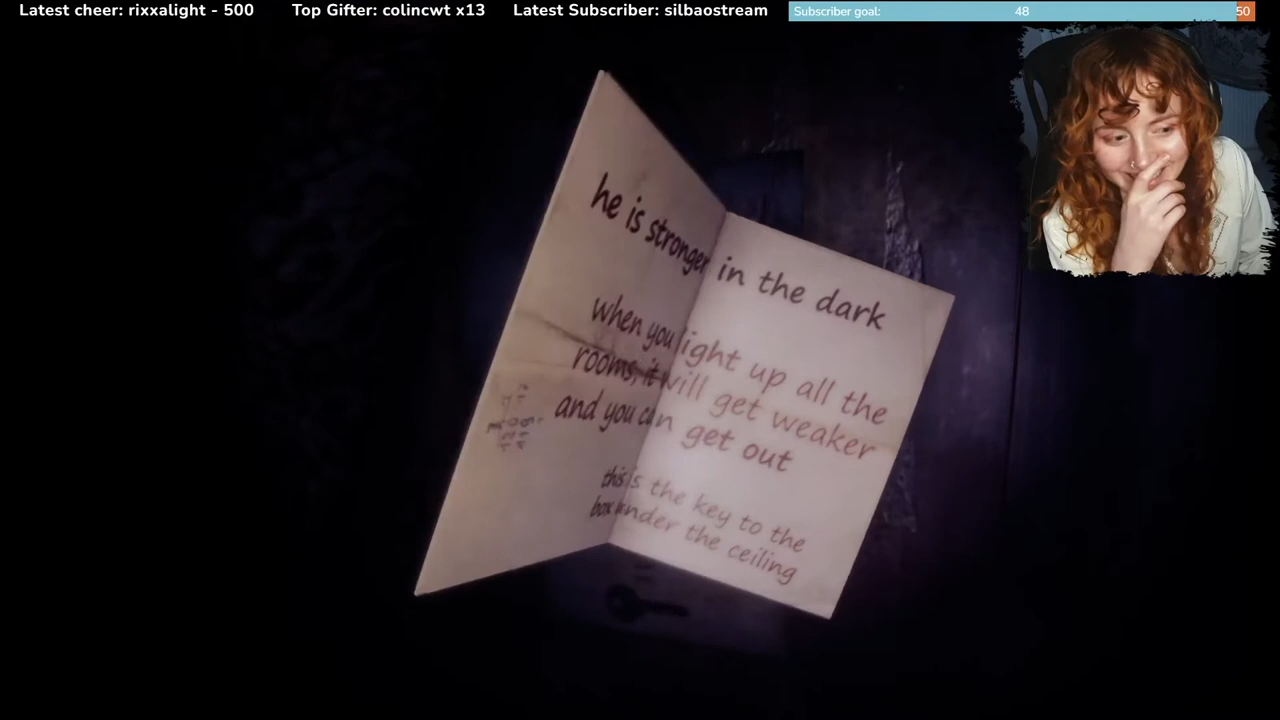 Latest cheer: rixxalight - 500
Top Gifter: colincwt x13
Latest Subscriber: silbaostream
Subscriber goal:
48
50
he is stronger in the dark
when you light up all the
rooms, it will get weaker
and you can get out
this is the key to the
box under the ceiling